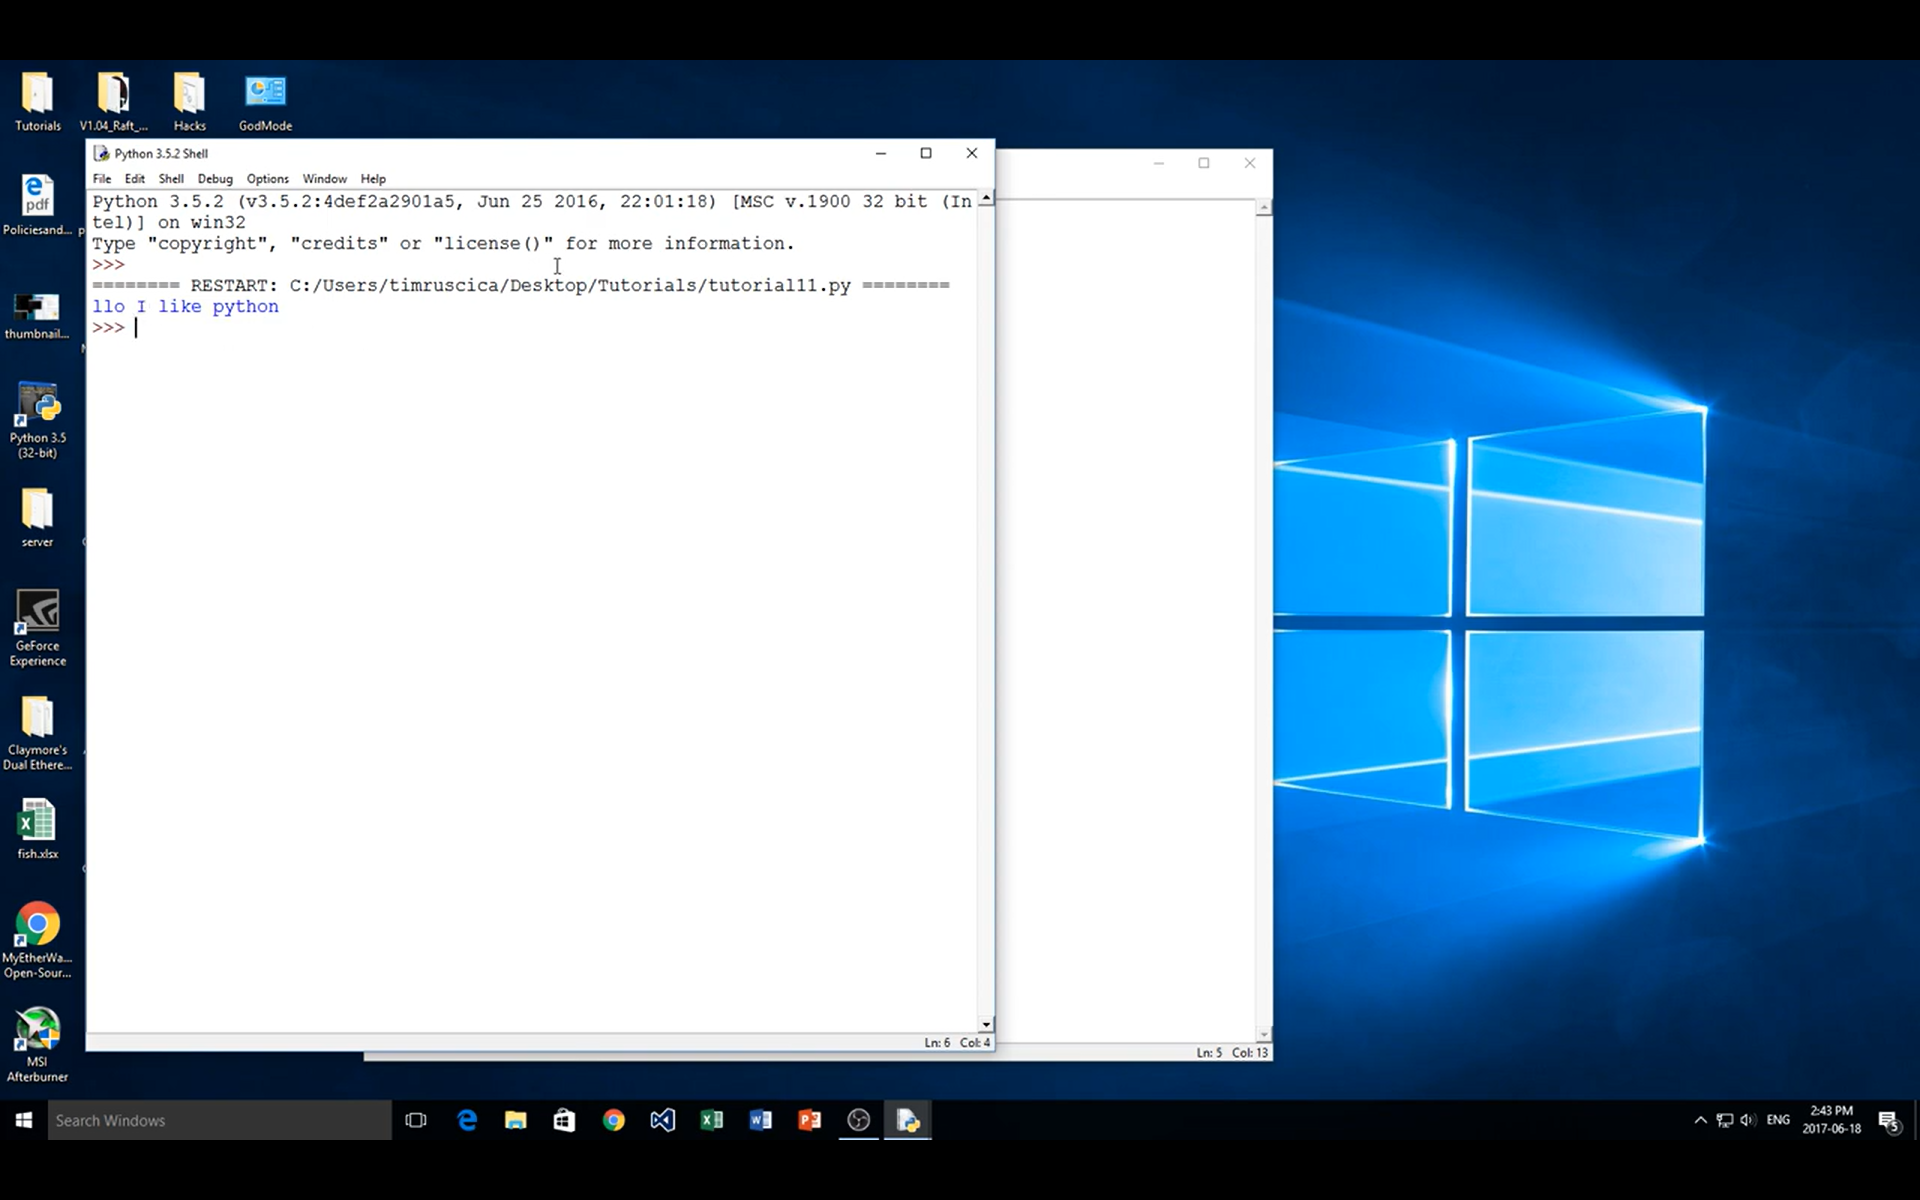 Tutorials
V1.04_Raft_...
Hacks
GodMode
Python 3.5.2 Shell
File Edit Shell Debug Options Window Help
Python 3.5.2 (v3.5.2:4def2a2901a5, Jun 25 2016, 22:01:18) [MSC v.1900 32 bit (In
tel)] on win32
Type "copyright", "credits" or "license()" for more information.
>>>
======== RESTART: C:/Users/timruscica/Desktop/Tutorials/tutorial11.py ========
llo I like python
>>>
Ln: 6 Col: 4
Ln: 5 Col: 13
pdf
Policiesand...
thumbnail...
Python 3.5
(32-bit)
server
GeForce
Experience
Claymore's
Dual Ethere...
fish.xlsx
MyEtherWa...
Open-Sour...
MSI
Afterburner
Search Windows
ENG
2:43 PM
2017-06-18
5